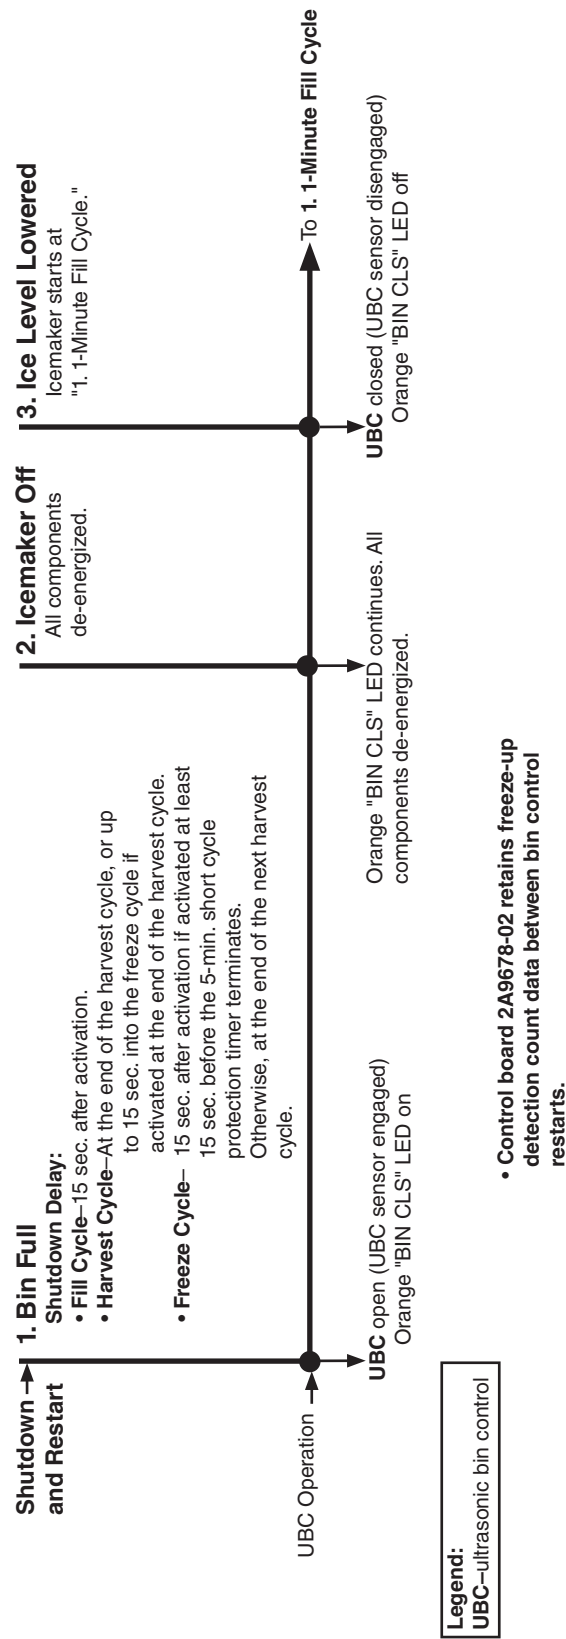 Shutdown
and Restart
1. Bin Full
Shutdown Delay:
• Fill Cycle–15 sec. after activation.
• Harvest Cycle–At the end of the harvest cycle, or up
to 15 sec. into the freeze cycle if
activated at the end of the harvest cycle.
• Freeze Cycle– 15 sec. after activation if activated at least
15 sec. before the 5-min. short cycle
protection timer terminates.
Otherwise, at the end of the next harvest
cycle.
2. Icemaker Off
All components
de-energized.
3. Ice Level Lowered
Icemaker starts at
"1. 1-Minute Fill Cycle."
UBC Operation
To 1. 1-Minute Fill Cycle
UBC open (UBC sensor engaged)
Orange "BIN CLS" LED on
Orange "BIN CLS" LED continues. All
components de-energized.
UBC closed (UBC sensor disengaged)
Orange "BIN CLS" LED off
Legend:
UBC–ultrasonic bin control
• Control board 2A9678-02 retains freeze-up
detection count data between bin control
restarts.